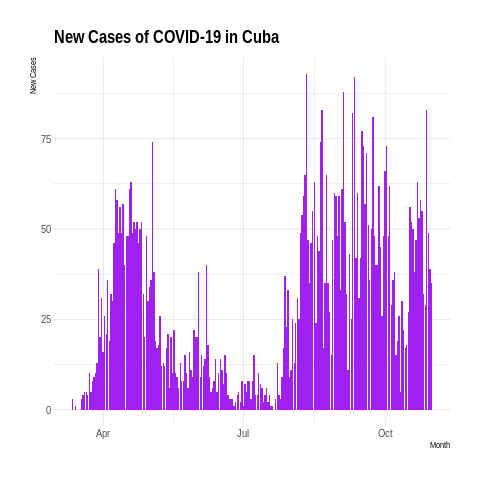 New Cases of COVID-19 in Cuba
New Cases
75
50
25
0
Apr
Jul
Oct
Month